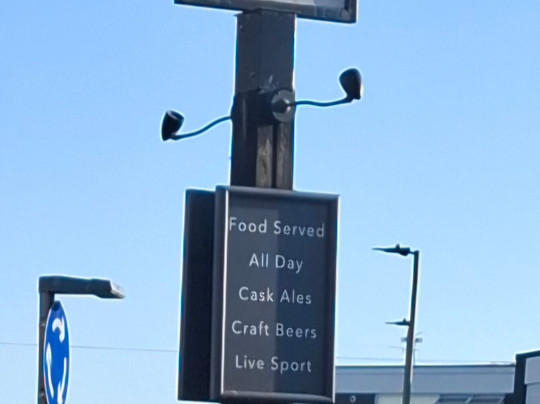 Food Served
All Day
Cask Ales
Craft Beers
Live Sport